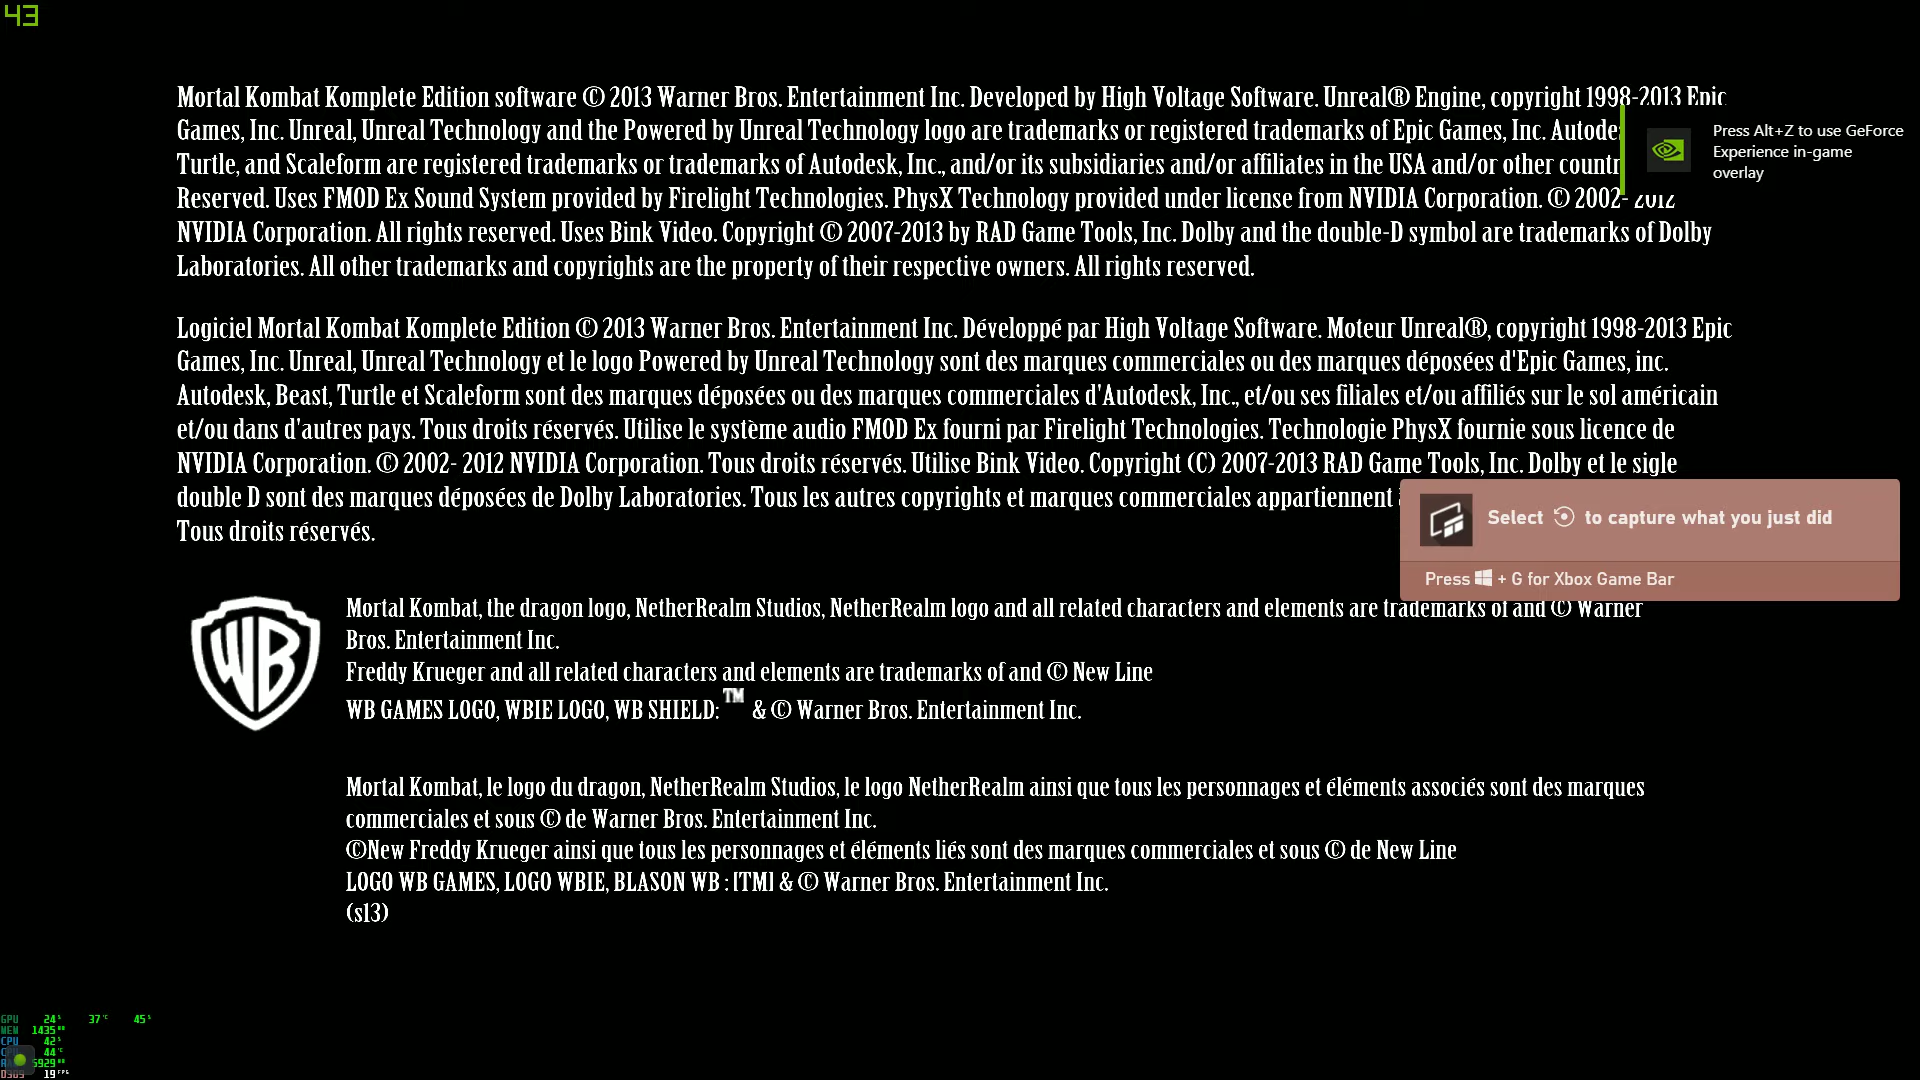 43
Mortal Kombat Komplete Edition software © 2013 Warner Bros. Entertainment Inc. Developed by High Voltage Software. Unreal® Engine, copyright 1998-2013 Epic
Games, Inc. Unreal, Unreal Technology and the Powered by Unreal Technology logo are trademarks or registered trademarks of Epic Games, Inc.
Turtle, and Scaleform are registered trademarks or trademarks of Autodesk, Inc., and/or its subsidiaries and/or affiliates in the USA and/or other
Reserved. Uses FMOD Ex Sound System provided by Firelight Technologies. PhysX Technology provided under license from NVIDIA Corporation. © 2002- 2012
NVIDIA Corporation. All rights reserved. Uses Bink Video. Copyright © 2007-2013 by RAD Game Tools, Inc. Dolby and the double-D symbol are trademarks of Dolby
Laboratories. All other trademarks and copyrights are the property of their respective owners. All rights reserved.
Press Alt+Z to use GeForce
Experience in-game
overlay
Logiciel Mortal Kombat Komplete Edition © 2013 Warner Bros. Entertainment Inc. Développé par High Voltage Software. Moteur Unreal®, copyright 1998-2013 Epic
Games, Inc. Unreal, Unreal Technology et le logo Powered by Unreal Technology sont des marques commerciales ou des marques déposées d'Epic Games, inc.
Autodesk, Beast, Turtle et Scaleform sont des marques déposées ou des marques commerciales d'Autodesk, Inc., et/ou ses filiales et/ou affiliés sur le sol américain
et/ou dans d'autres pays. Tous droits réservés. Utilise le système audio FMOD Ex fourni par Firelight Technologies. Technologie PhysX fournie sous licence de
NVIDIA Corporation. © 2002- 2012 NVIDIA Corporation. Tous droits réservés. Utilise Bink Video. Copyright (C) 2007-2013 RAD Game Tools, Inc. Dolby et le sigle
double D sont des marques déposées de Dolby Laboratories. Tous les autres copyrights et marques commerciales appartiennent
Tous droits réservés.
Select to capture what you just did
Press + G for Xbox Game Bar
WB
Mortal Kombat, the dragon logo, NetherRealm Studios, NetherRealm logo and all related characters and elements are trademarks of and © Warner
Bros. Entertainment Inc.
Freddy Krueger and all related characters and elements are trademarks of and © New Line
WB GAMES LOGO, WBIE LOGO, WB SHIELD: ™ & © Warner Bros. Entertainment Inc.
Mortal Kombat, le logo du dragon, NetherRealm Studios, le logo NetherRealm ainsi que tous les personnages et éléments associés sont des marques
commerciales et sous © de Warner Bros. Entertainment Inc.
©New Freddy Krueger ainsi que tous les personnages et éléments liés sont des marques commerciales et sous © de New Line
LOGO WB GAMES, LOGO WBIE, BLASON WB : [TM] & © Warner Bros. Entertainment Inc.
(s13)
GPU 24 % 37 °C 45 %
MEM 1435 MB
CPU 42 %
44 °C
5929 MB
19 FPS